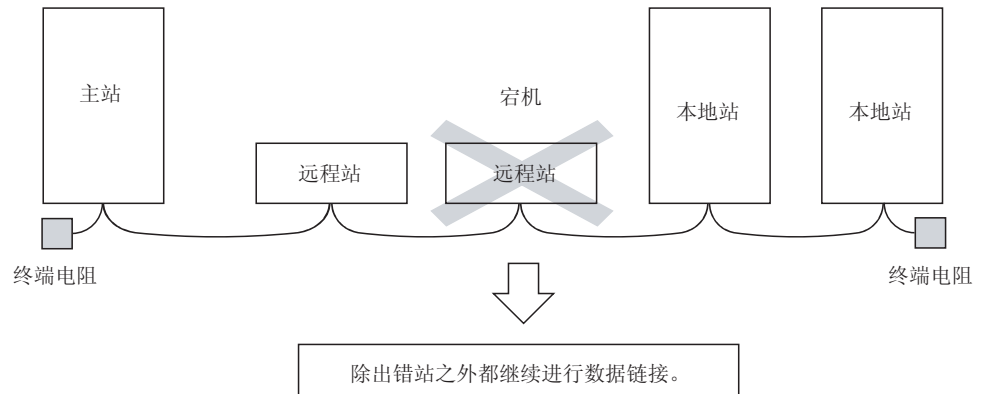 主站
宕机
本地站
本地站
远程站
远程站
终端电阻
终端电阻
除出错站之外都继续进行数据链接。